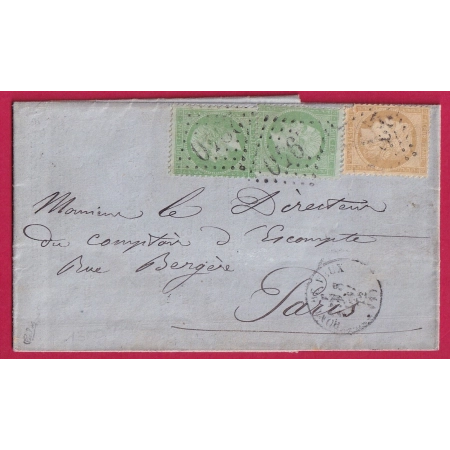 Monsieur le Directeur
du comptoir d'Escompte
Rue Bergère
Paris